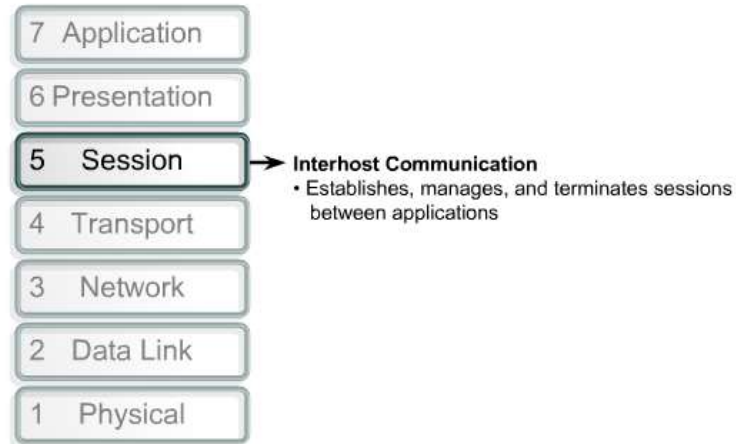 7 Application
6 Presentation
5 Session
Interhost Communication
• Establishes, manages, and terminates sessions
between applications
4 Transport
3 Network
2 Data Link
1 Physical